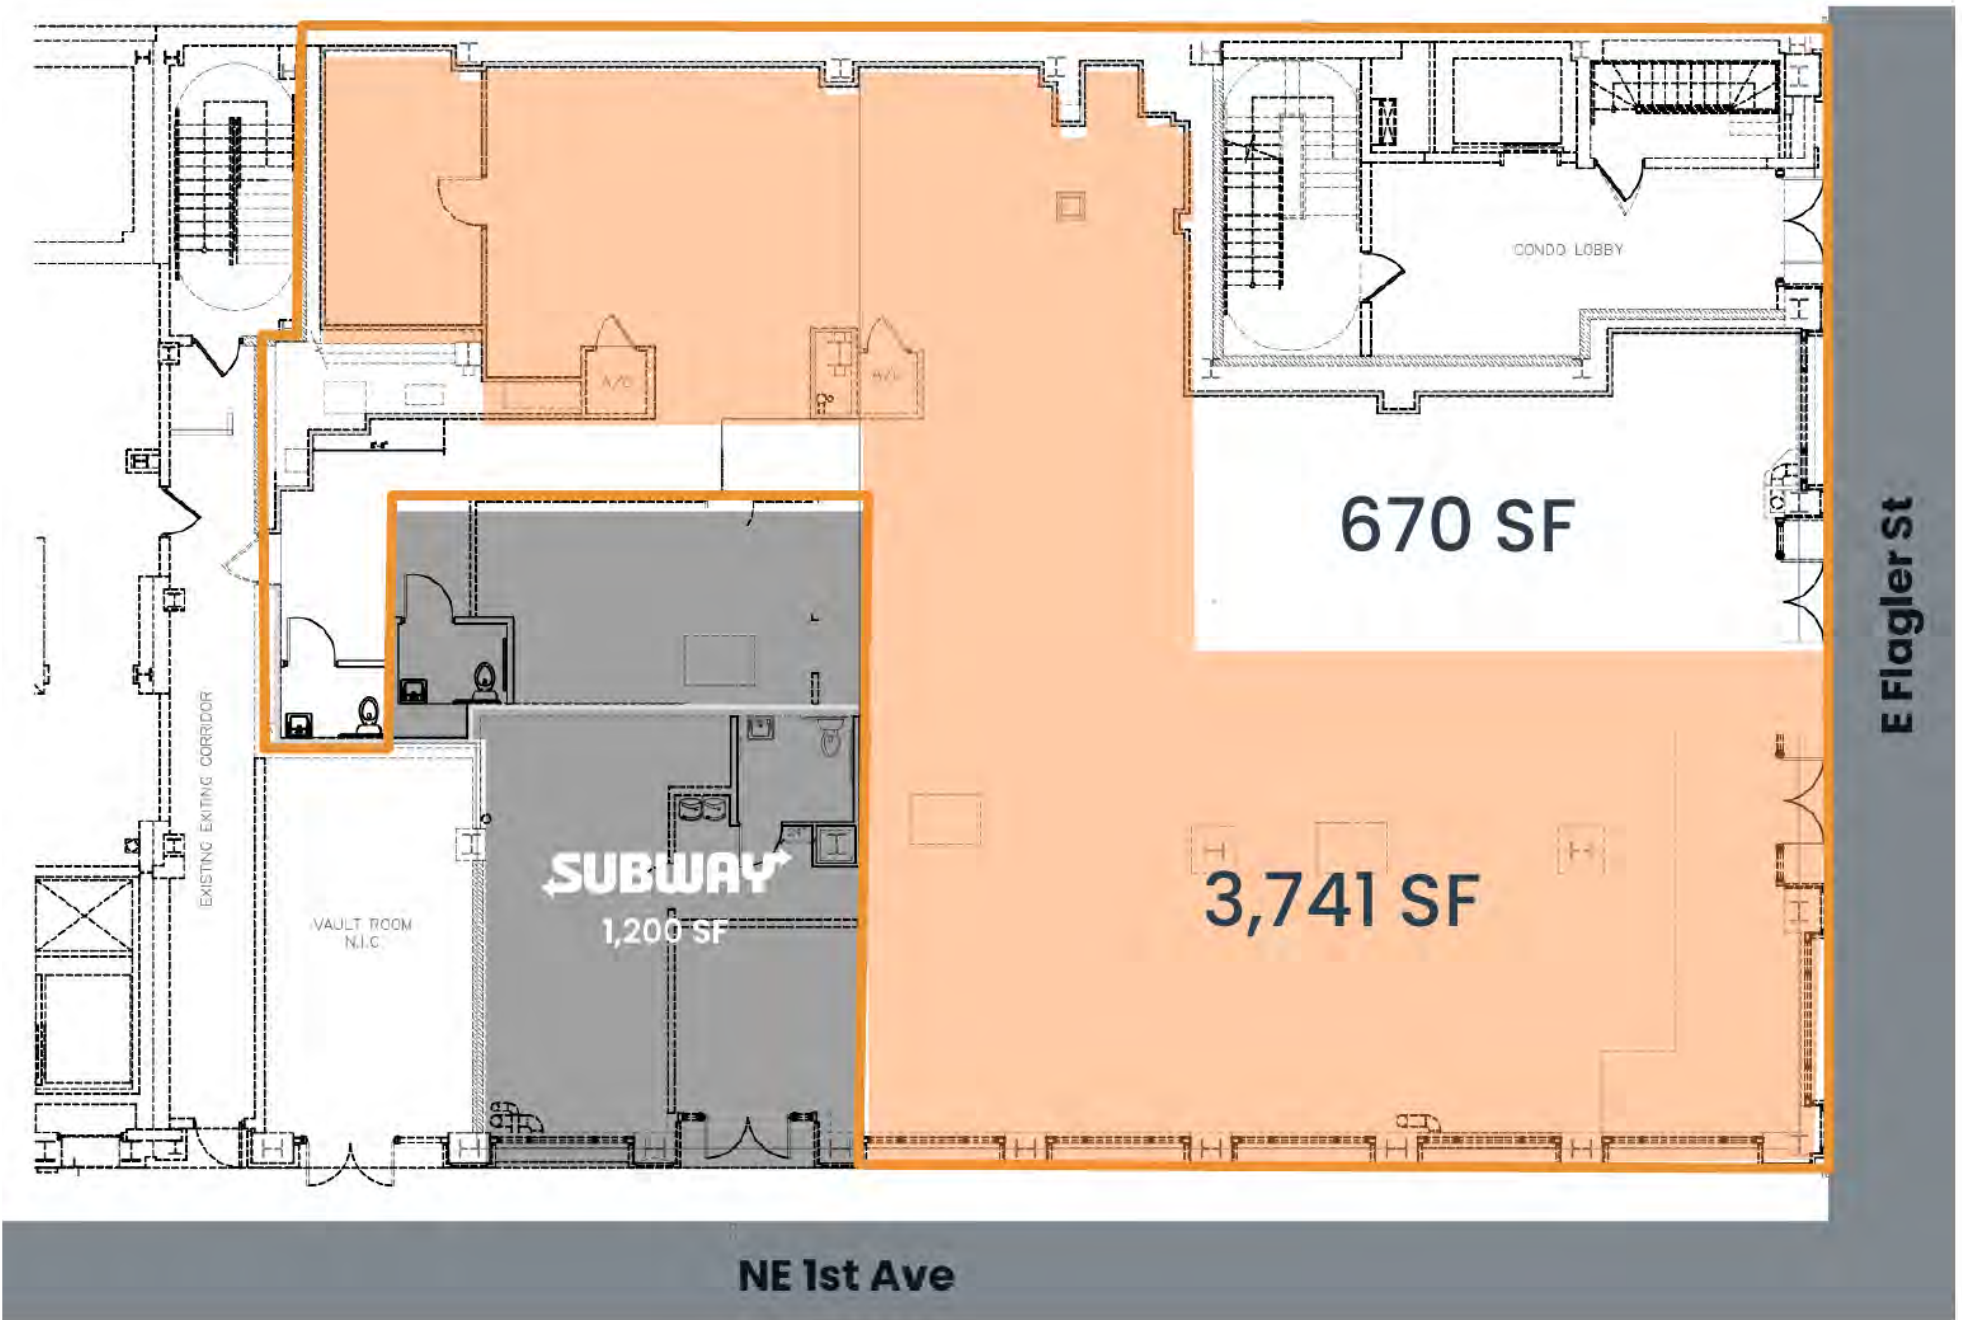 CONDO LOBBY
A/C
A/C
670 SF
E Flagler St
EXISTING EXITING CORRIDOR
SUBWAY
1,200 SF
3,741 SF
VAULT ROOM
N.I.C
NE 1st Ave